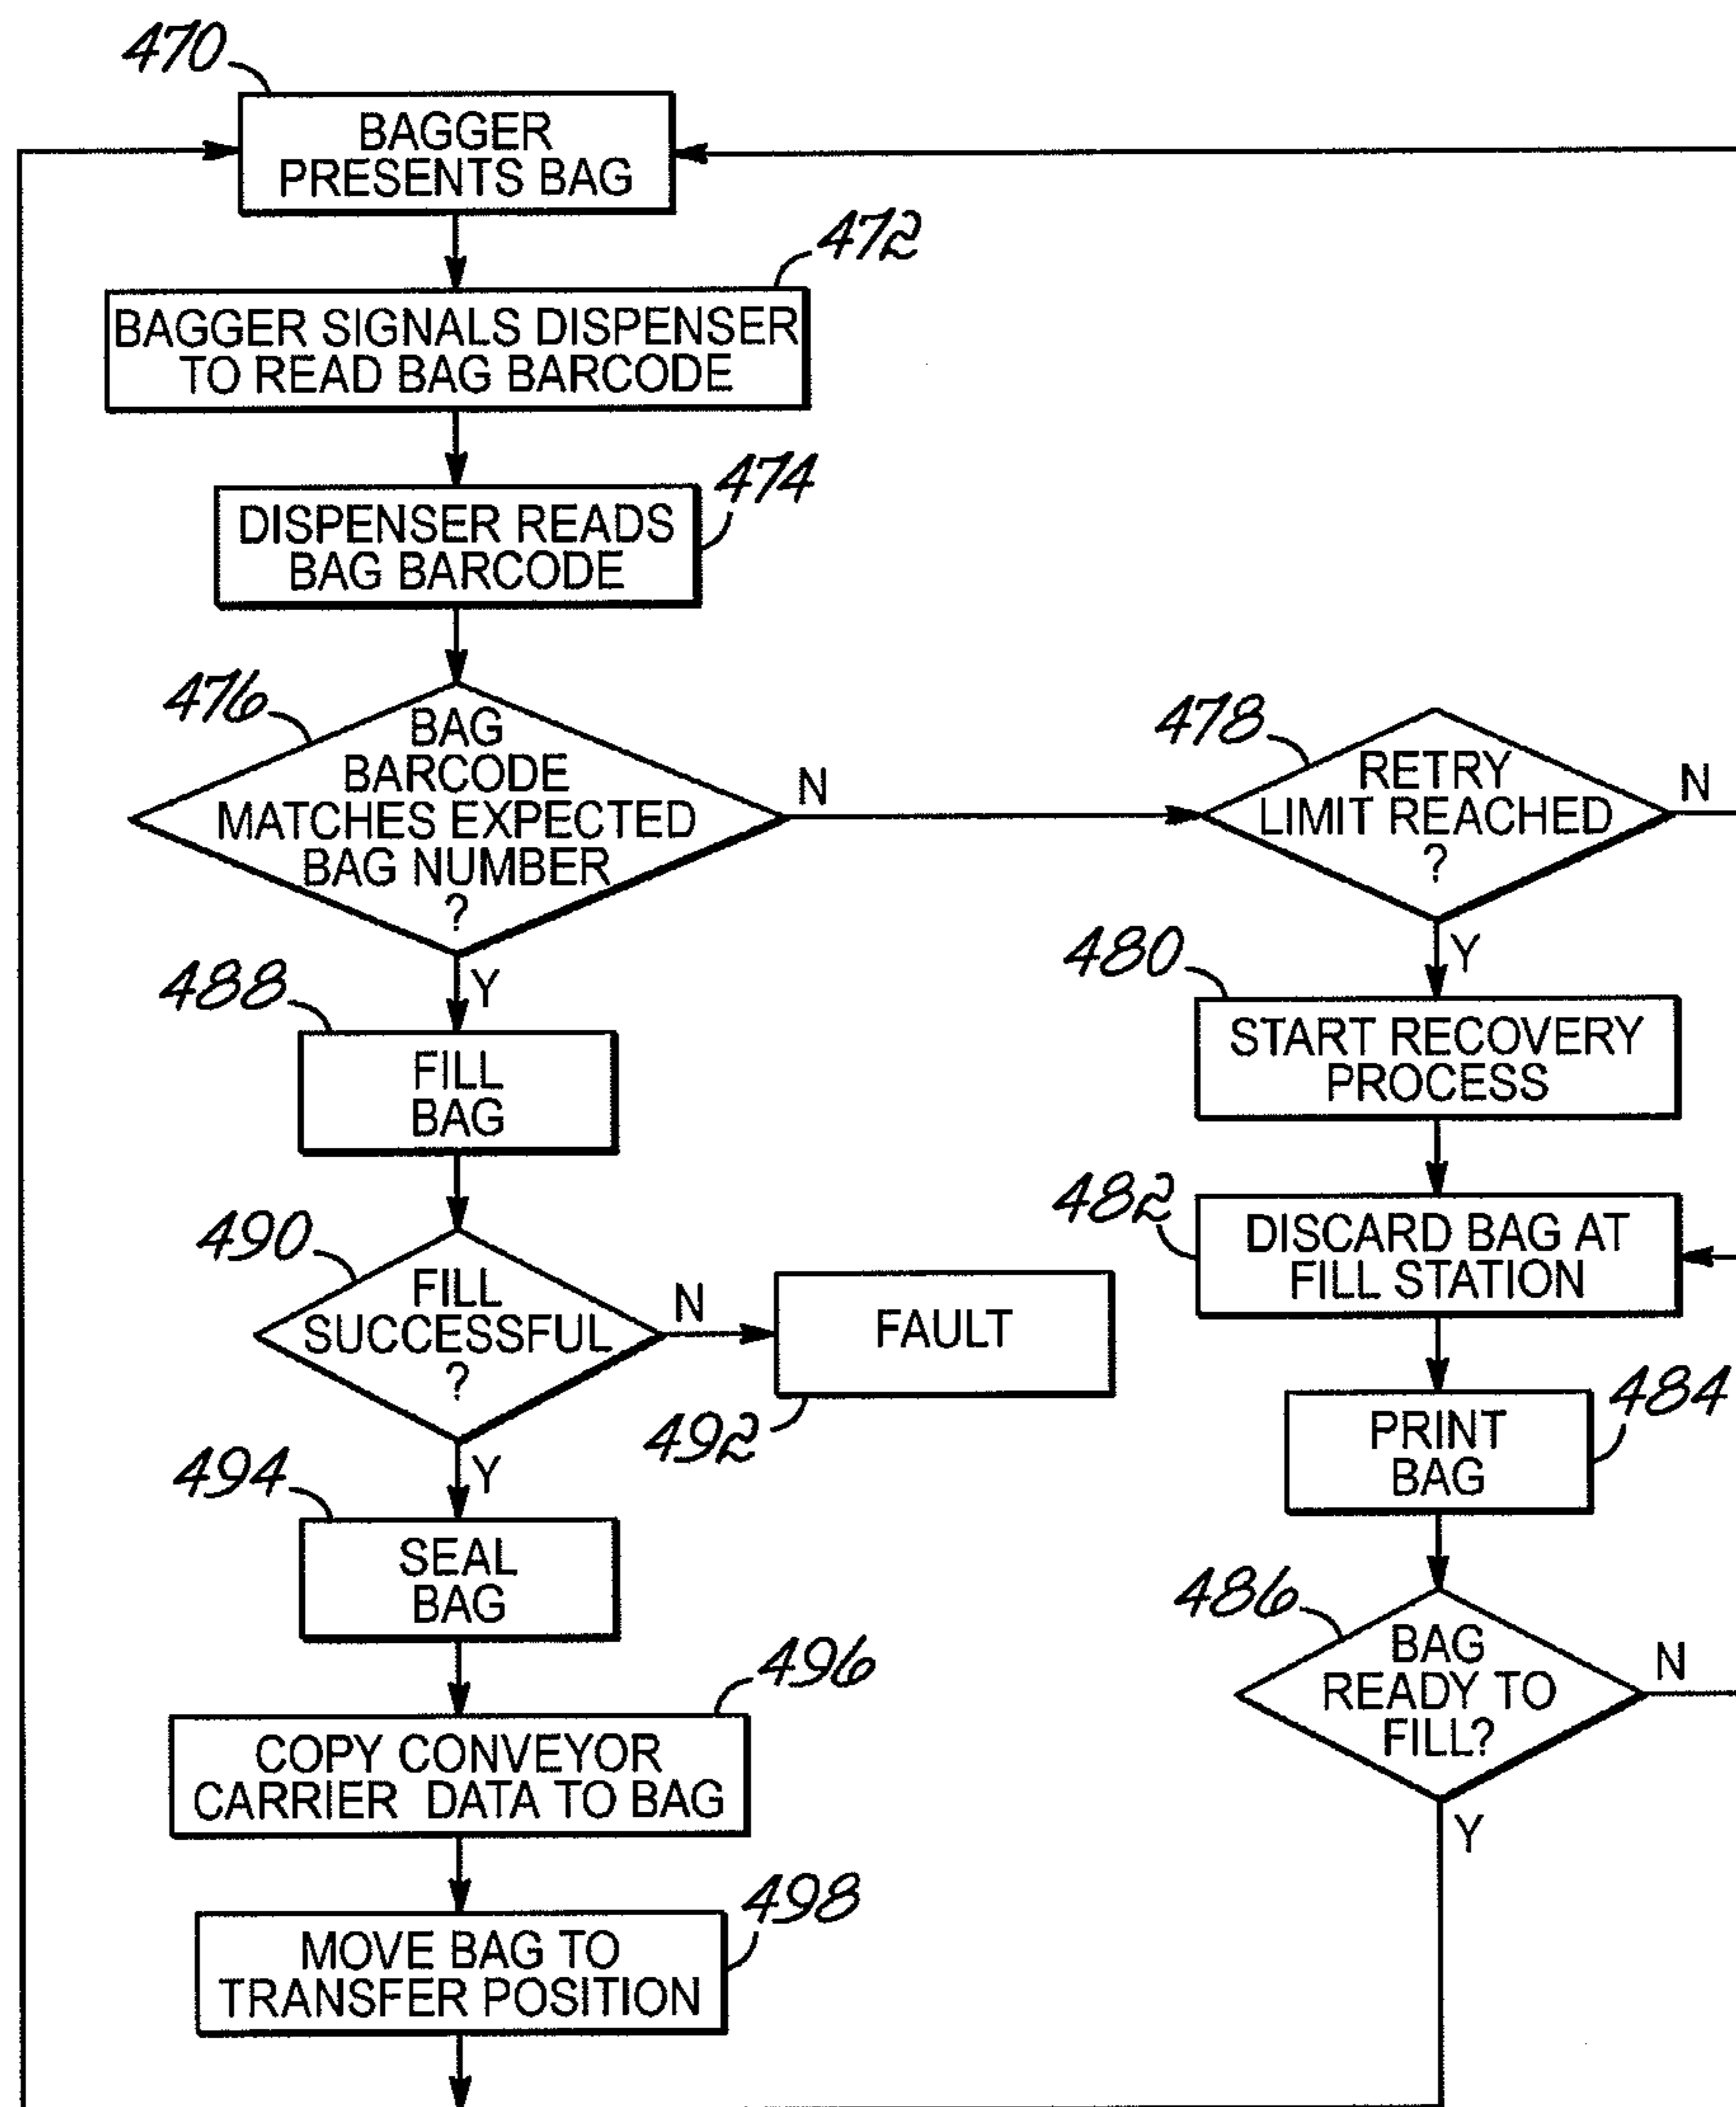 470
BAGGER
PRESENTS BAG
472
BAGGER SIGNALS DISPENSER
TO READ BAG BARCODE
474
DISPENSER READS
BAG BARCODE
476
BAG
BARCODE
MATCHES EXPECTED
BAG NUMBER
?
N
Y
478
RETRY
LIMIT REACHED
?
N
Y
480
START RECOVERY
PROCESS
482
DISCARD BAG AT
FILL STATION
484
PRINT
BAG
486
BAG
READY TO
FILL?
N
Y
488
FILL
BAG
490
FILL
SUCCESSFUL
?
N
Y
FAULT
492
494
SEAL
BAG
496
COPY CONVEYOR
CARRIER DATA TO BAG
498
MOVE BAG TO
TRANSFER POSITION